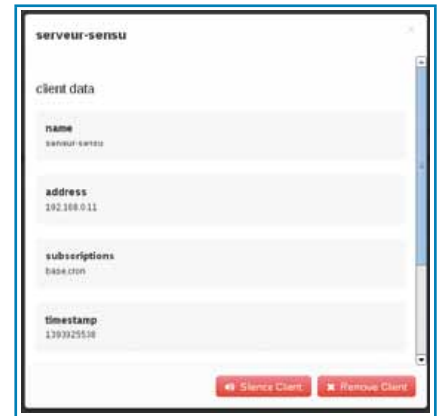 serveur-sensu
client data
name
serveur-sensu
address
192.168.0.11
subscriptions
base,cron
timestamp
1393925538
Silence Client
Remove Client